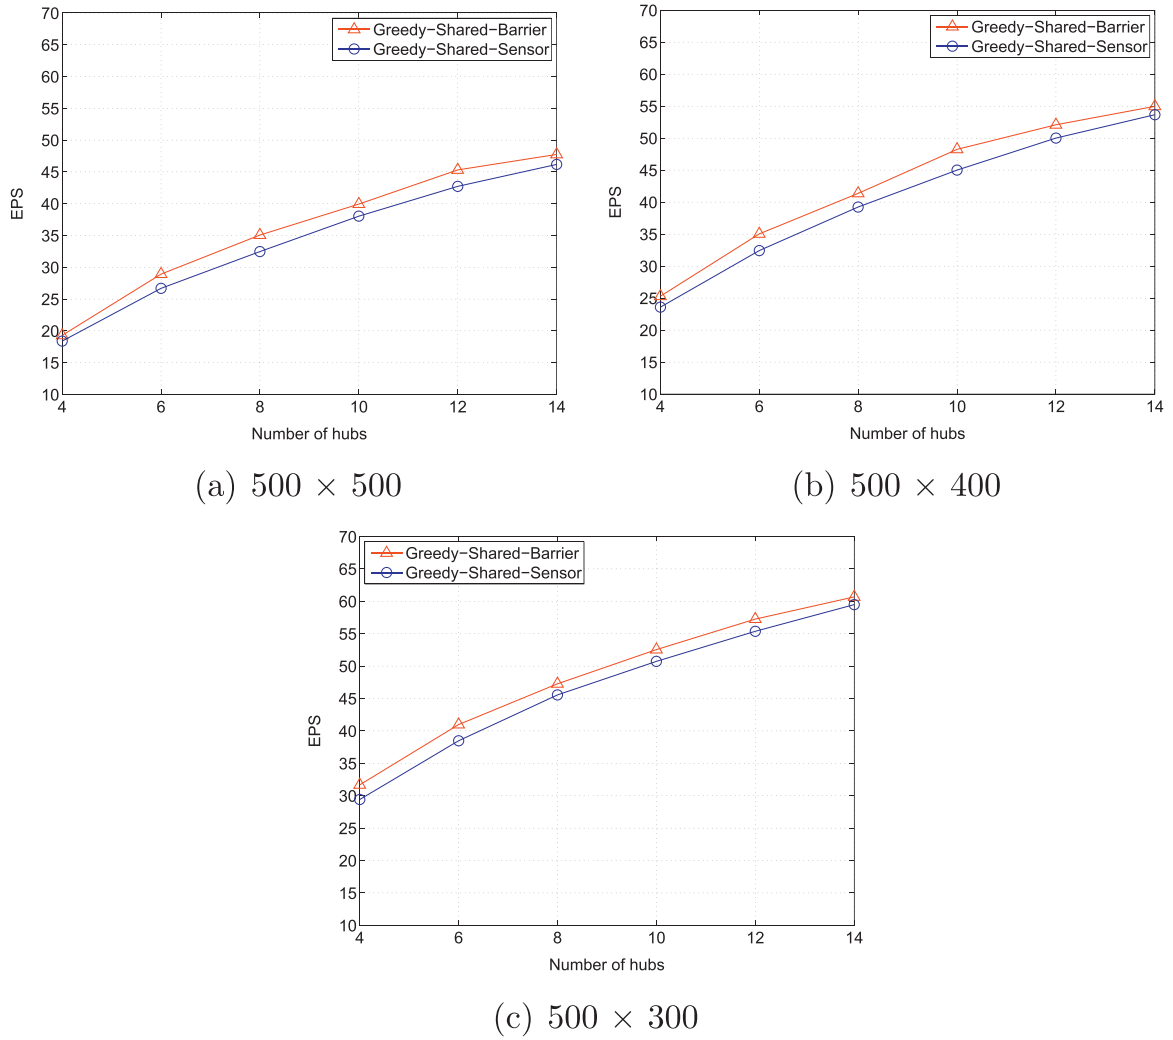 70
65
60
55
50
45
40
35
30
25
20
15
10
EPS
Greedy−Shared−Barrier
Greedy−Shared−Sensor
4 6 8 10 12 14
Number of hubs
(a) 500 × 500
70
65
60
55
50
45
40
35
30
25
20
15
10
EPS
Greedy−Shared−Barrier
Greedy−Shared−Sensor
4 6 8 10 12 14
Number of hubs
(b) 500 × 400
70
65
60
55
50
45
40
35
30
25
20
15
10
EPS
Greedy−Shared−Barrier
Greedy−Shared−Sensor
4 6 8 10 12 14
Number of hubs
(c) 500 × 300